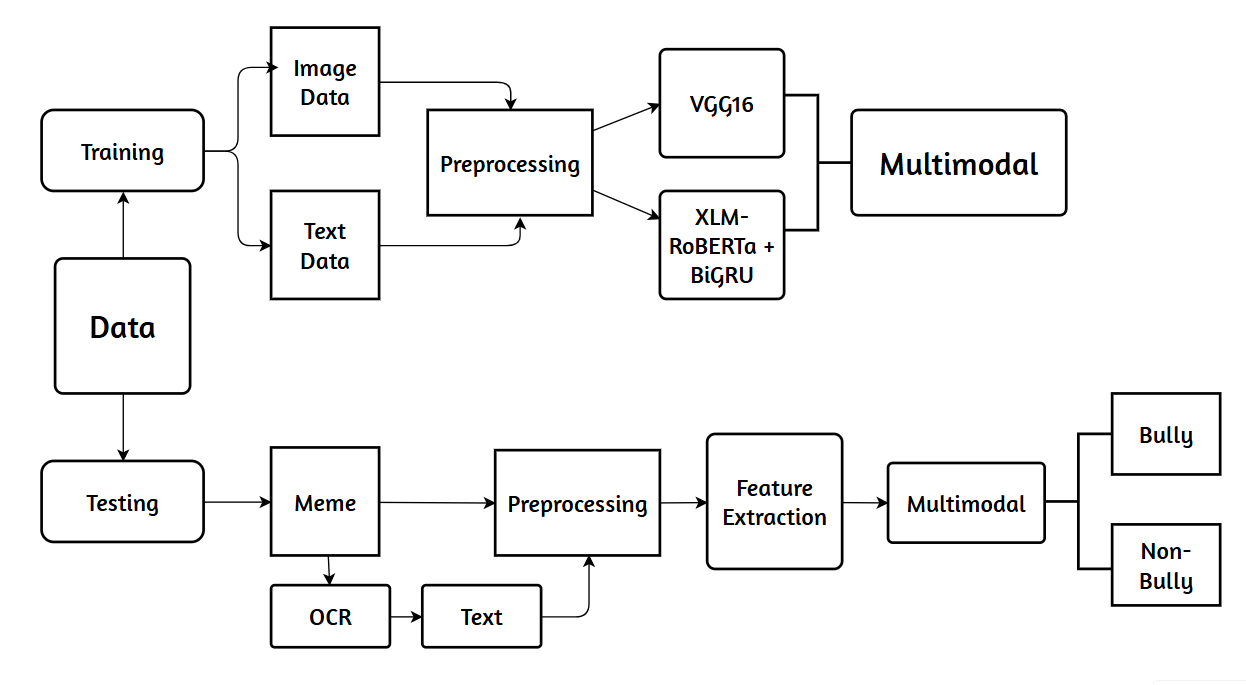 Image
Data
Training
Preprocessing
VGG16
Multimodal
Text
Data
XLM-
RoBERTa +
BiGRU
Data
Testing
Meme
Preprocessing
Feature
Extraction
Multimodal
Bully
Non-
Bully
OCR
Text